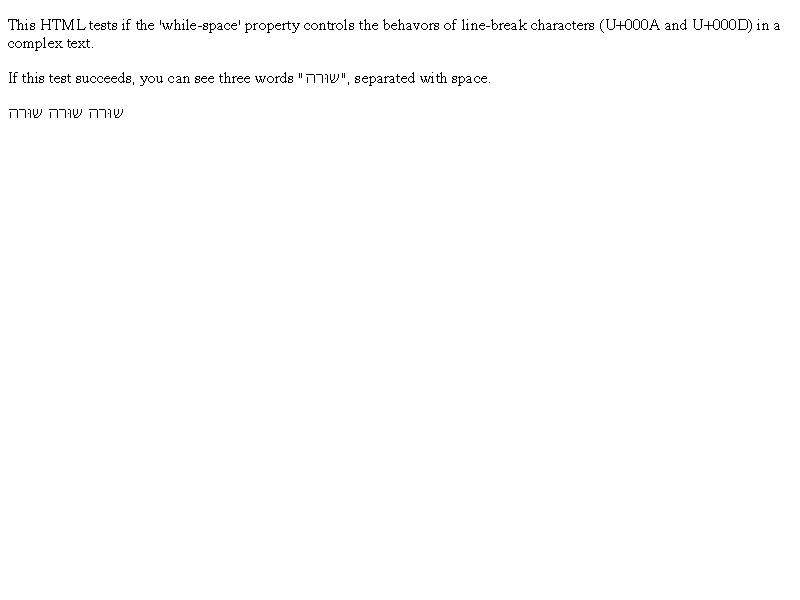 This HTML tests if the 'while-space' property controls the behavors of line-break characters (U+000A and U+000D) in a
complex text.
If this test succeeds, you can see three words "שורה", separated with space.
שורה שורה שורה